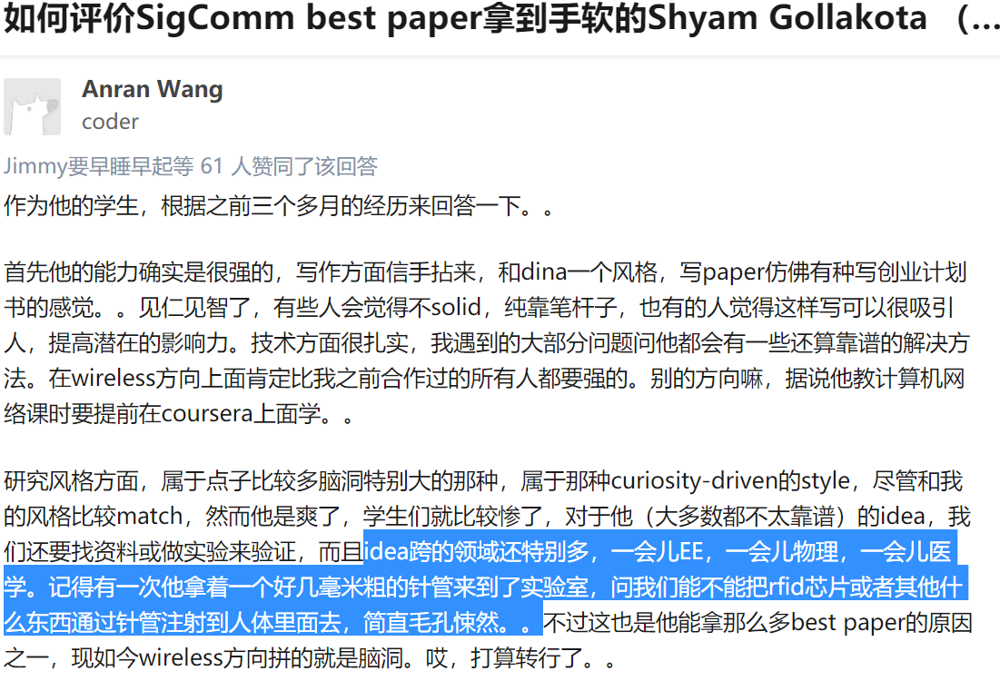 如何评价SigComm best paper拿到手软的Shyam Gollakota （...
Anran Wang
coder
Jimmy要早睡早起等 61 人赞同了该回答
作为他的学生，根据之前三个多月的经历来回答一下。。
首先他的能力确实是很强的，写作方面信手拈来，和dina一个风格，写paper仿佛有种写创业计划
书的感觉。。见仁见智了，有些人会觉得不solid，纯靠笔杆子，也有的人觉得这样写可以很吸引
人，提高潜在的影响力。技术方面很扎实，我遇到的大部分问题问他都会有一些还算靠谱的解决方
法。在wireless方向上面肯定比我之前合作过的所有人都要强的。别的方向嘛，据说他教计算机网
络课时要提前在coursera上面学。。
研究风格方面，属于点子比较多脑洞特别大的那种，属于那种curiosity-driven的style，尽管和我
的风格比较match，然而他是爽了，学生们就比较惨了，对于他（大多数都不太靠谱）的idea，我
们还要找资料或做实验来验证，而且idea跨的领域还特别多，一会儿EE，一会儿物理，一会儿医
学。记得有一次他拿着一个好几毫米粗的针管来到了实验室，问我们能不能把rfid芯片或者其他什
么东西通过针管注射到人体里面去，简直毛孔悚然。。不过这也是他能拿那么多best paper的原因
之一，现如今wireless方向拼的就是脑洞。哎，打算转行了。。